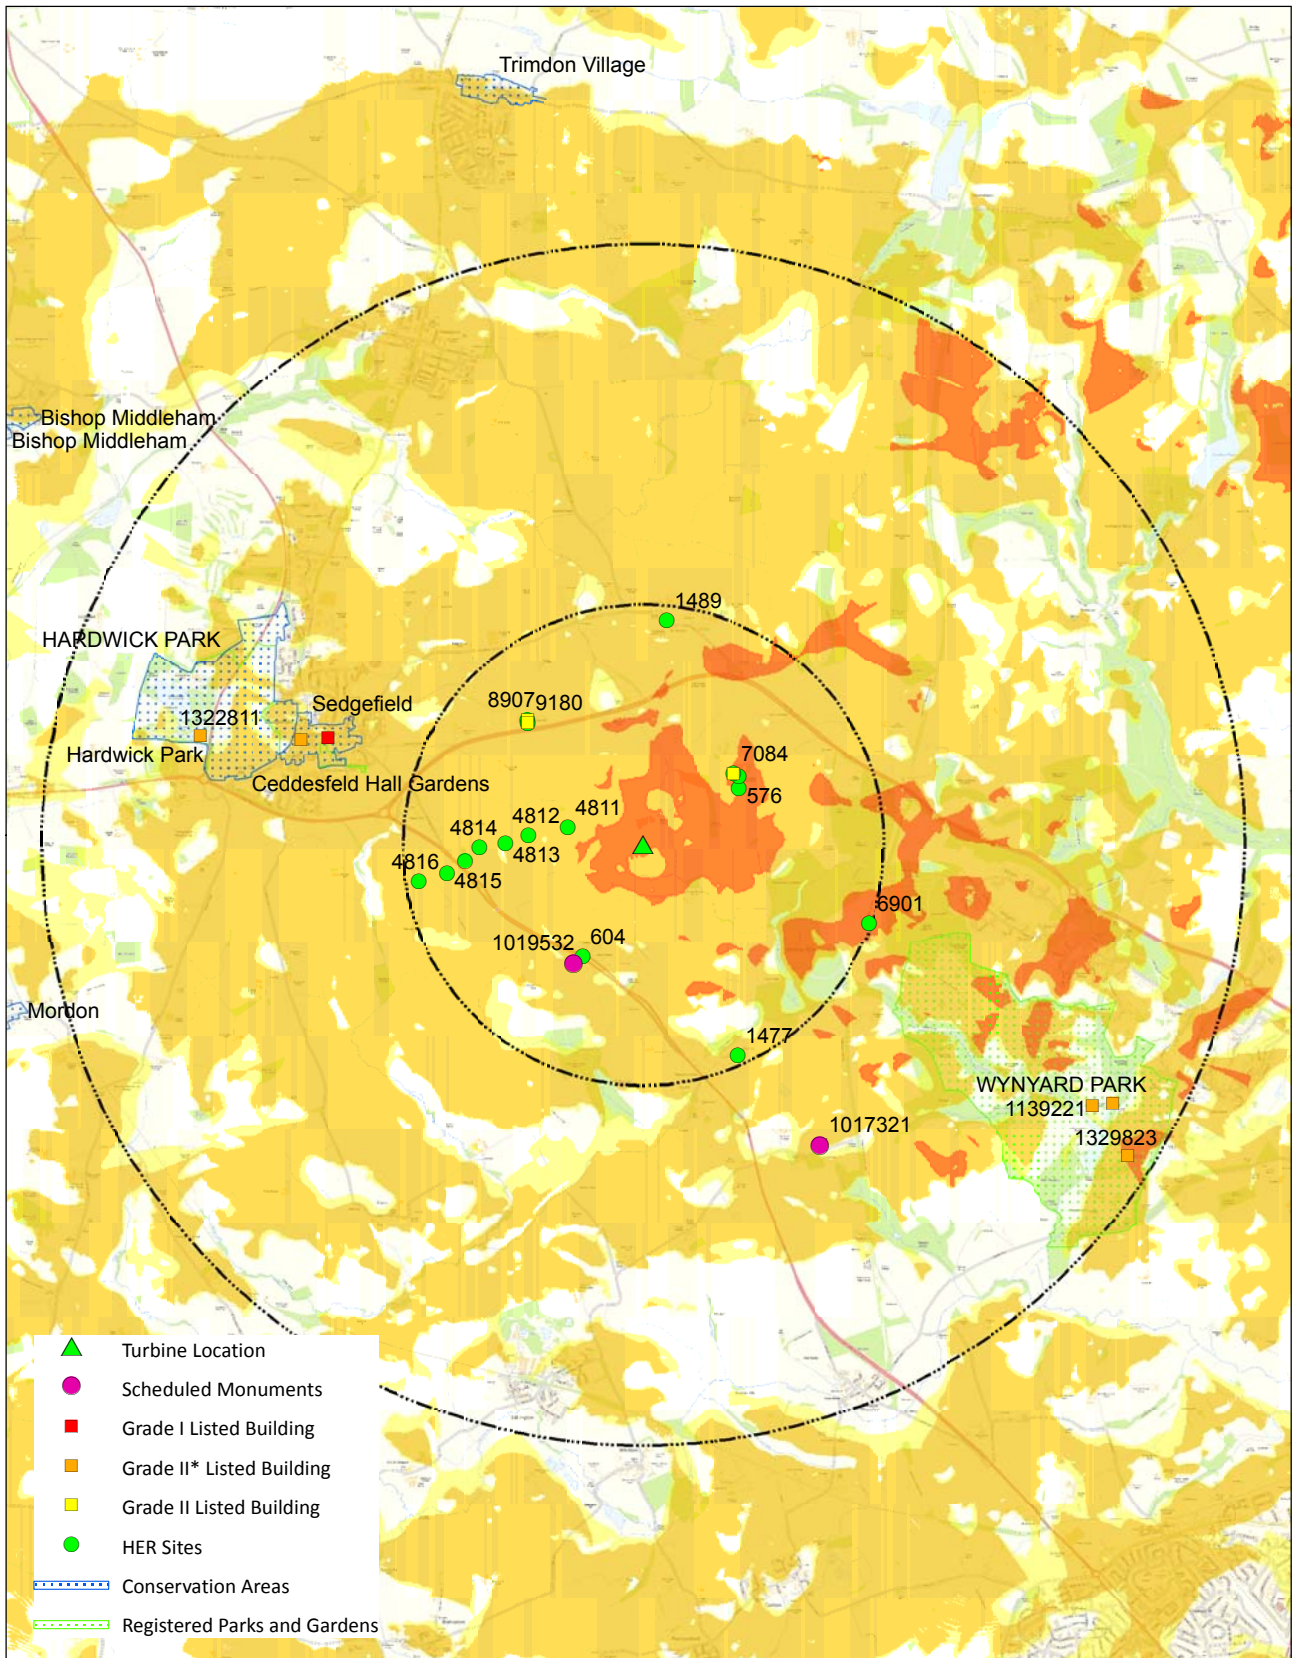 Trimdon Village
Bishop Middleham
Bishop Middleham
1489
HARDWICK PARK
Sedgefield
8907 9180
1322811
Hardwick Park
Ceddesfeld Hall Gardens
7084
576
4811
4812
4814
4813
4816
4815
6901
604
1019532
Mordon
1477
WYNYARD PARK
1139221
1017321
1329823
Turbine Location
Scheduled Monuments
Grade I Listed Building
Grade II* Listed Building
Grade II Listed Building
HER Sites
Conservation Areas
Registered Parks and Gardens